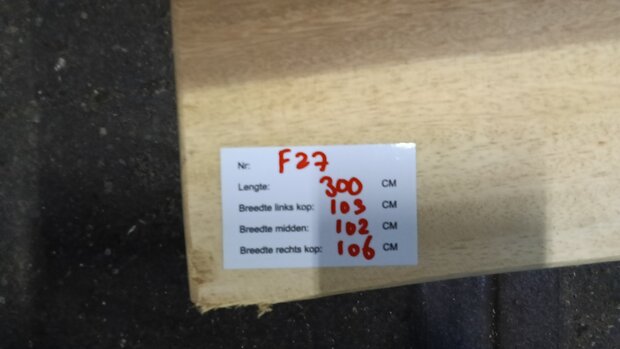 Nr: F27
Lengte: 300 CM
Breedte links kop: 103 CM
Breedte midden: 102 CM
Breedte rechts kop: 106 CM